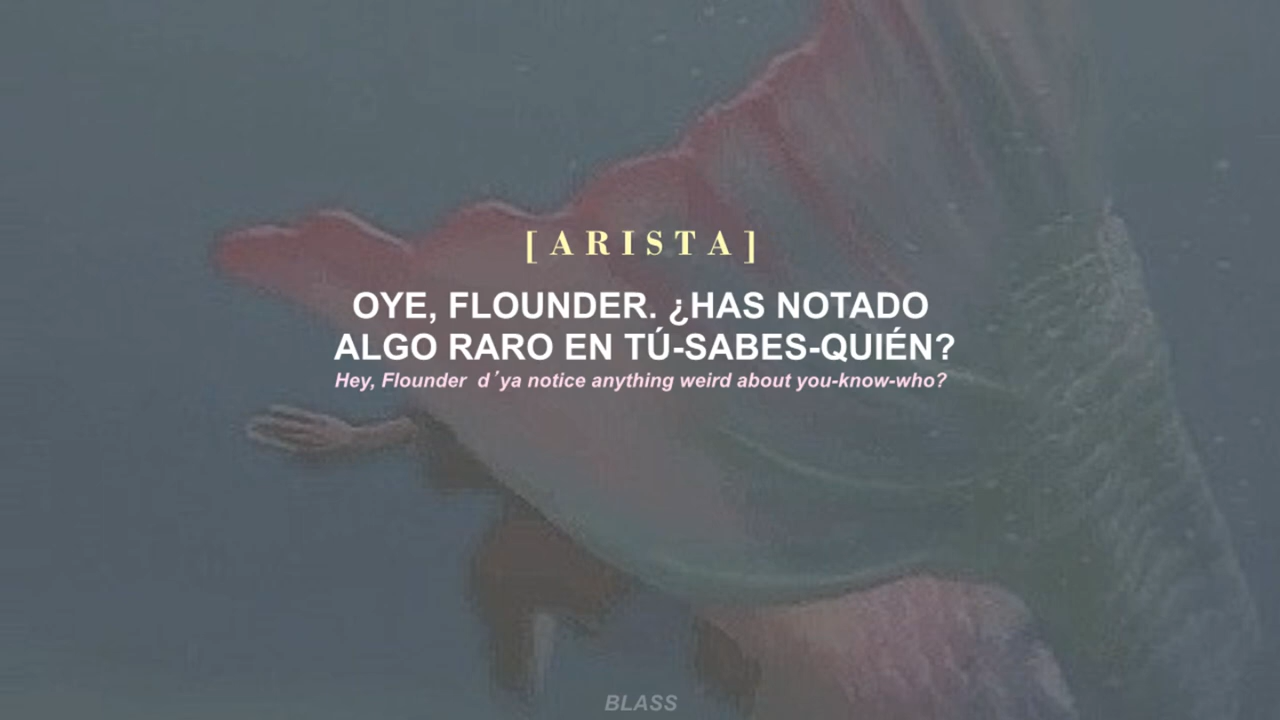 [ARISTA]
OYE, FLOUNDER. ¿HAS NOTADO
ALGO RARO EN TÚ-SABES-QUIÉN?
Hey, Flounder d´ya notice anything weird about you-know-who?
BLASS